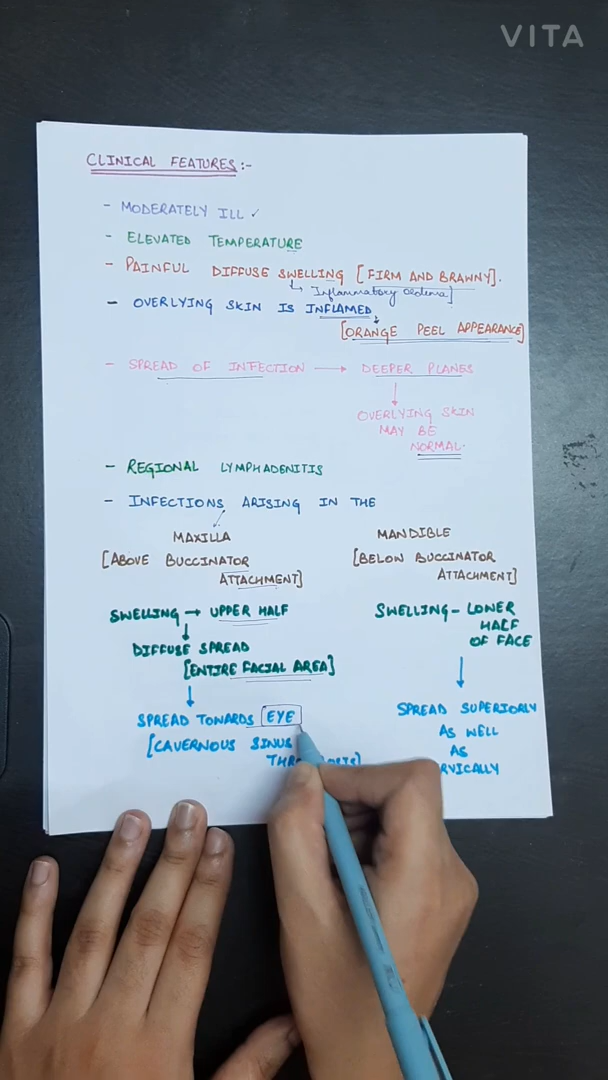 VITA
CLINICAL FEATURES:-
- MODERATELY ILL ✓
- ELEVATED TEMPERATURE
- PAINFUL DIFFUSE SWELLING [FIRM AND BRAWNY].
↳ Inflammatory Oedema]
- OVERLYING SKIN IS INFLAMED
[ORANGE PEEL APPEARANCE]
- SPREAD OF INFECTION → DEEPER PLANES
OVERLYING SKIN
MAY BE
NORMAL.
- REGIONAL LYMPHADENITIS
- INFECTIONS ARISING IN THE
MAXILLA
[ABOVE BUCCINATOR
ATTACHMENT]
SWELLING → UPPER HALF
DIFFUSE SPREAD
[ENTIRE FACIAL AREA]
SPREAD TOWARDS EYE
[CAVERNOUS SINUS
MANDIBLE
[BELOW BUCCINATOR
ATTACHMENT]
SWELLING - LOWER
HALF
OF FACE
SPREAD SUPERIORLY
AS WELL
AS